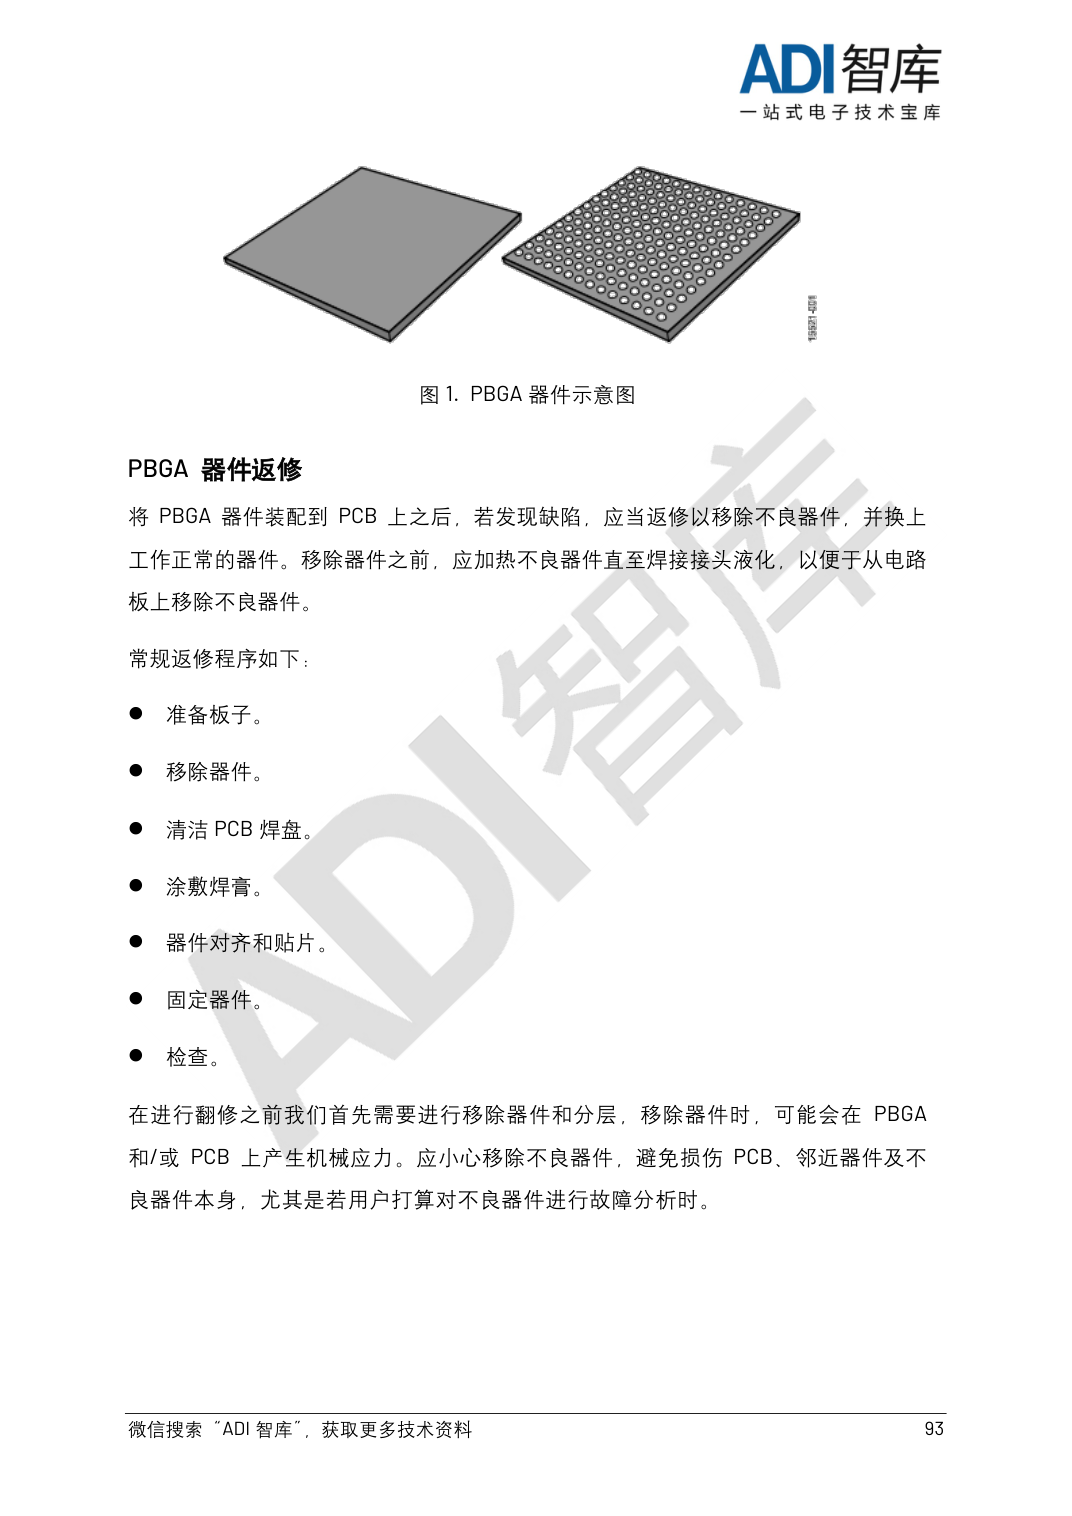 ADI智库
一站式电子技术宝库
图 1. PBGA 器件示意图
PBGA 器件返修
将 PBGA 器件装配到 PCB 上之后，若发现缺陷，应当返修以移除不良器件，并换上
工作正常的器件。移除器件之前，应加热不良器件直至焊接接头液化，以便于从电路
板上移除不良器件。
常规返修程序如下：
● 准备板子。
● 移除器件。
● 清洁 PCB 焊盘。
● 涂敷焊膏。
● 器件对齐和贴片。
● 固定器件。
● 检查。
在进行翻修之前我们首先需要进行移除器件和分层，移除器件时，可能会在 PBGA
和/或 PCB 上产生机械应力。应小心移除不良器件，避免损伤 PCB、邻近器件及不
良器件本身，尤其是若用户打算对不良器件进行故障分析时。
ADI智库
微信搜索“ADI 智库”，获取更多技术资料 93